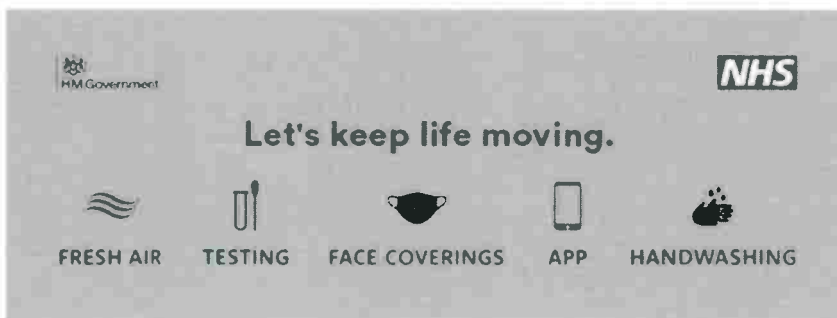 HM Government
NHS
Let's keep life moving.
FRESH AIR TESTING FACE COVERINGS APP HANDWASHING